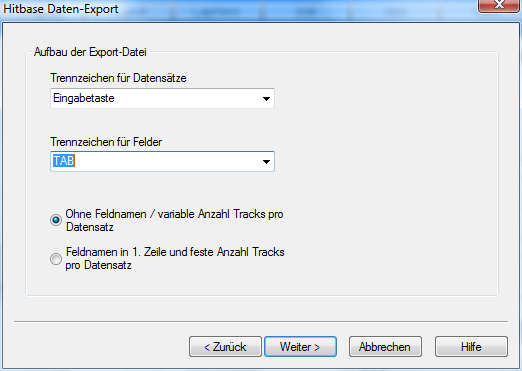 Hitbase Daten-Export
Aufbau der Export-Datei
Trennzeichen für Datensätze
Eingabetaste
Trennzeichen für Felder
TAB
Ohne Feldnamen / variable Anzahl Tracks pro
Datensatz
Feldnamen in 1. Zeile und feste Anzahl Tracks
pro Datensatz
< Zurück
Weiter >
Abbrechen
Hilfe